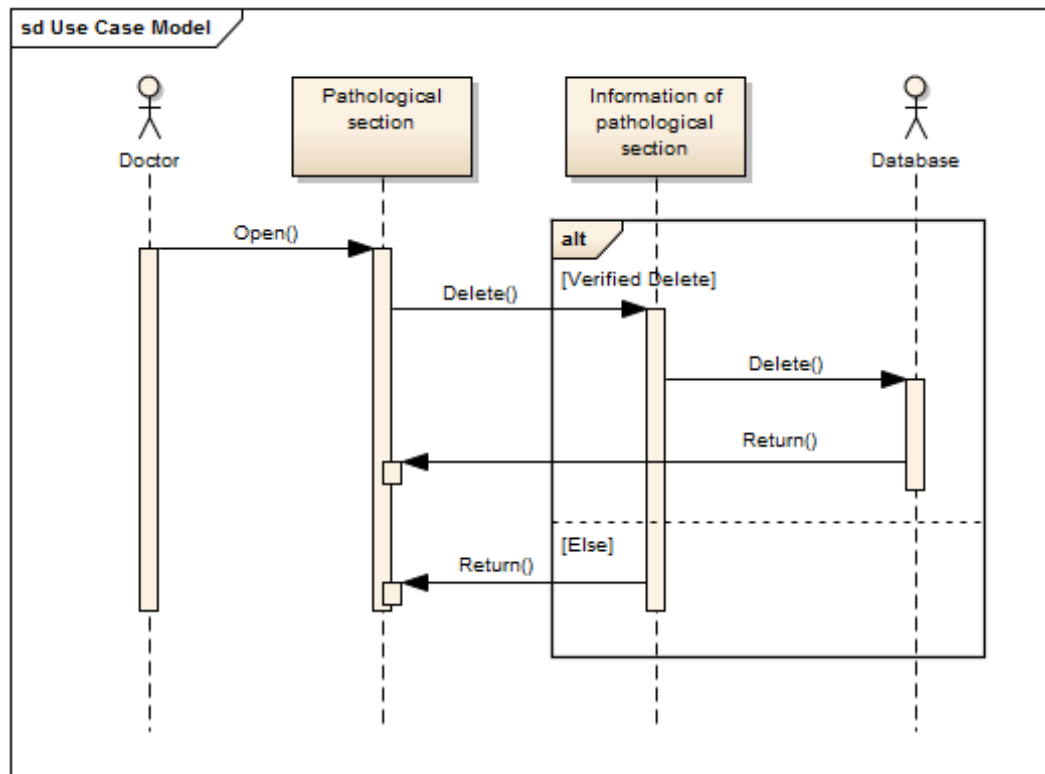 sd Use Case Model
Doctor
Pathological
section
Information of
pathological
section
Database
Open()
alt
[Verified Delete]
Delete()
Delete()
Return()
[Else]
Return()